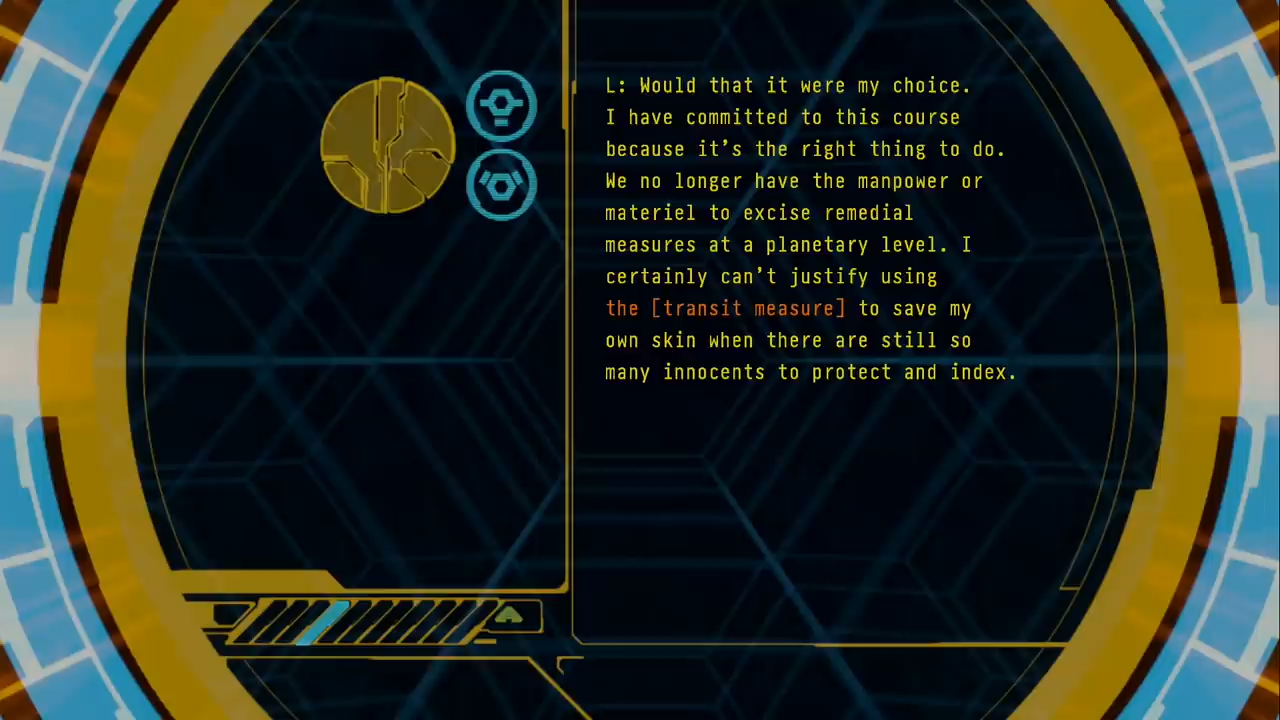 L: Would that it were my choice.
I have committed to this course
because it's the right thing to do.
We no longer have the manpower or
materiel to excise remedial
measures at a planetary level. I
certainly can't justify using
the [transit measure] to save my
own skin when there are still so
many innocents to protect and index.